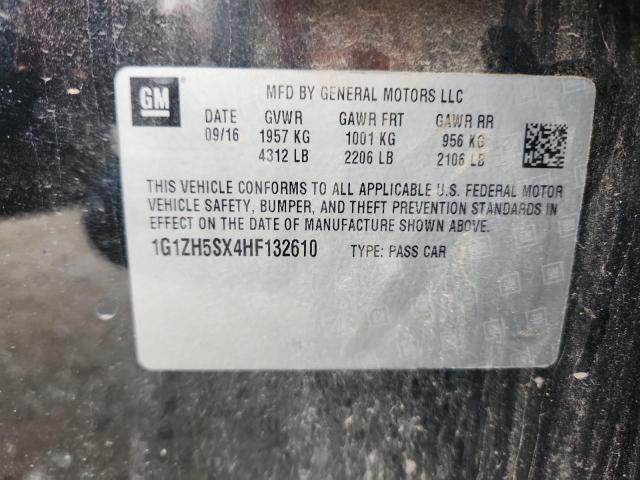 GM
MFD BY GENERAL MOTORS LLC
DATE GVWR GAWR FRT GAWR RR
09/16 1957 KG 1001 KG 956 KG
4312 LB 2206 LB 2106 LB
THIS VEHICLE CONFORMS TO ALL APPLICABLE U.S. FEDERAL MOTOR
VEHICLE SAFETY, BUMPER, AND THEFT PREVENTION STANDARDS IN
EFFECT ON THE DATE OF MANUFACTURE SHOWN ABOVE.
1G1ZH5SX4HF132610 TYPE: PASS CAR